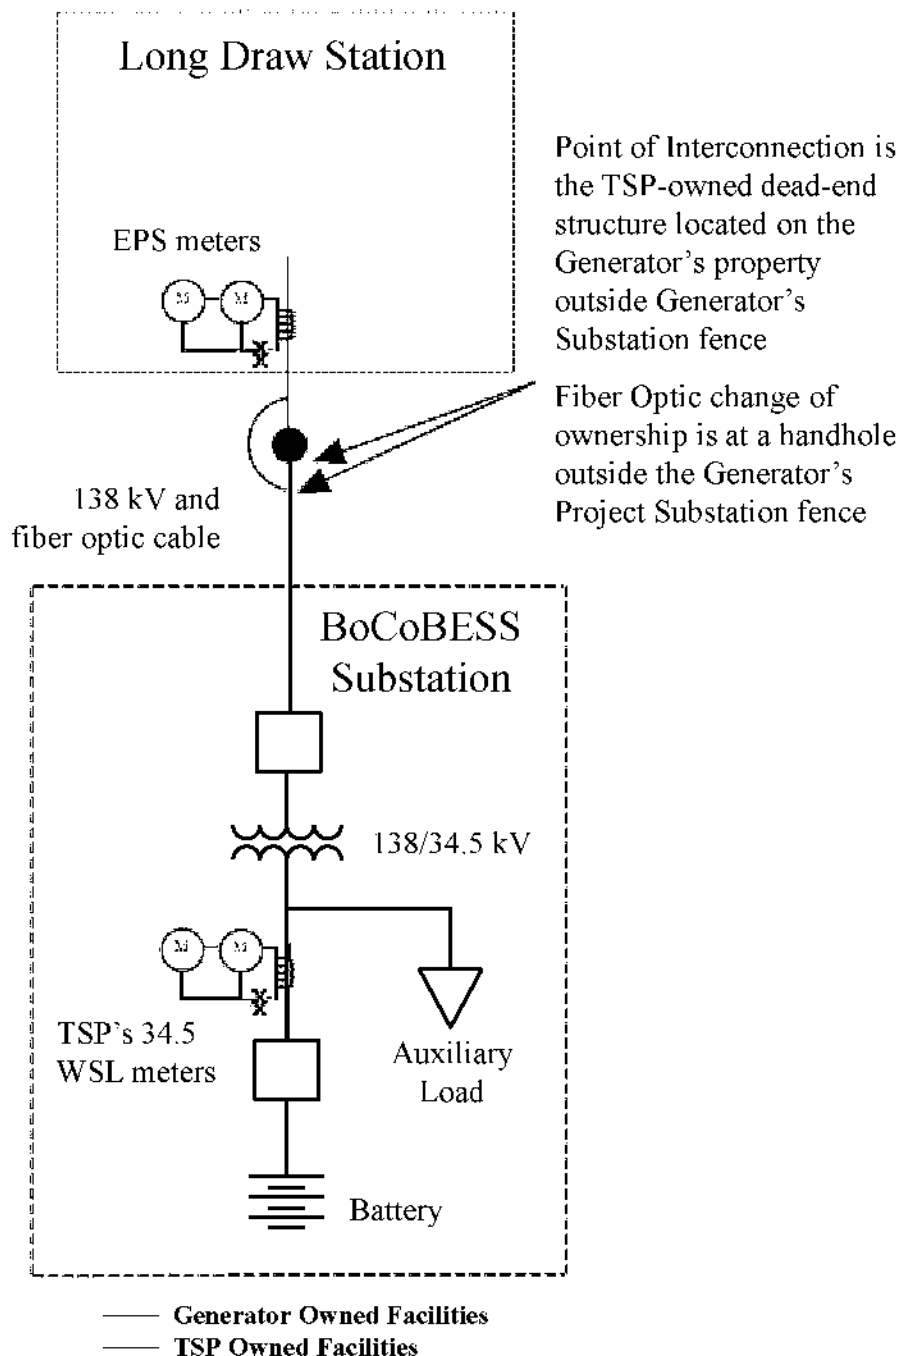 Long Draw Station
Point of Interconnection is
the TSP-owned dead-end
structure located on the
Generator's property
outside Generator's
Substation fence
EPS meters
M M
Fiber Optic change of
ownership is at a handhole
outside the Generator's
Project Substation fence
138 kV and
fiber optic cable
BoCoBESS
Substation
138/34.5 kV
M M
TSP's 34.5
WSL meters
Auxiliary
Load
Battery
Generator Owned Facilities
TSP Owned Facilities